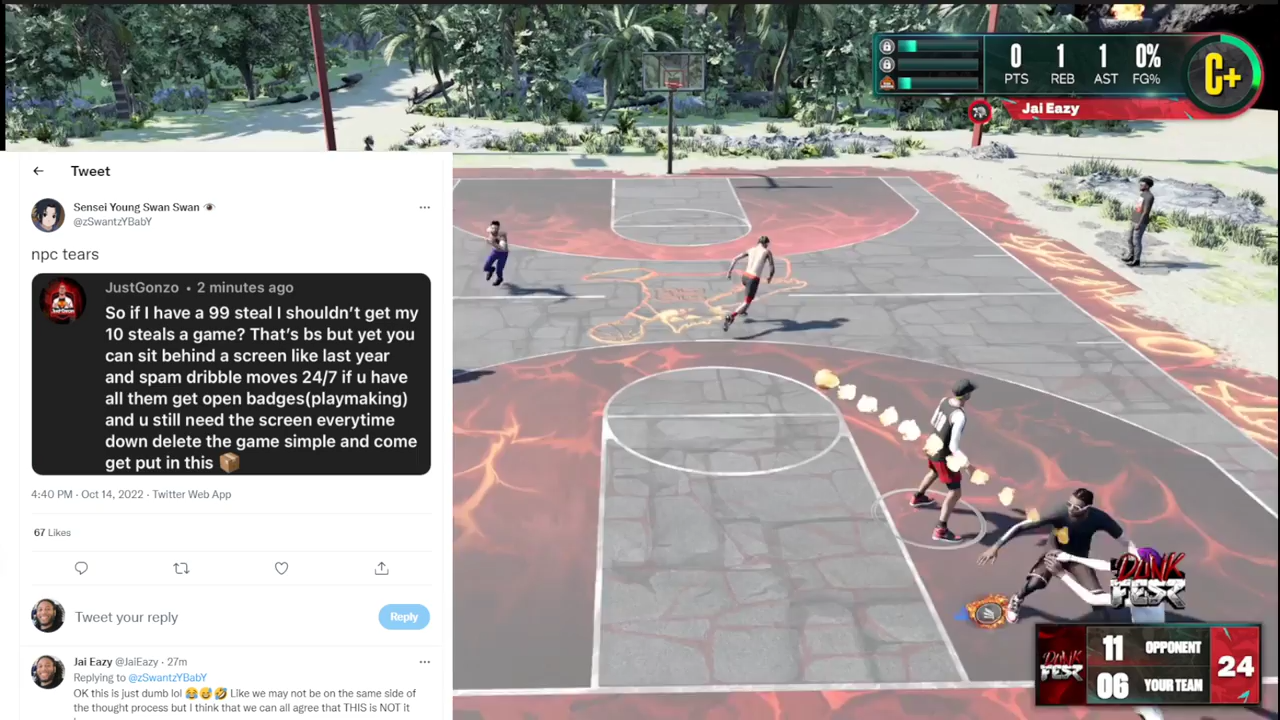 0 1 1 0%
PTS REB AST FG%
C+
Jai Eazy
Tweet
Sensei Young Swan Swan
@zSwantzYBabY
npc tears
JustGonzo • 2 minutes ago
So if I have a 99 steal I shouldn't get my
10 steals a game? That's bs but yet you
can sit behind a screen like last year
and spam dribble moves 24/7 if u have
all them get open badges(playmaking)
and u still need the screen everytime
down delete the game simple and come
get put in this 📦
4:40 PM · Oct 14, 2022 · Twitter Web App
67 Likes
Tweet your reply
Reply
Jai Eazy @JaiEazy · 27m
Replying to @zSwantzYBabY
OK this is just dumb lol 😂😅🤣 Like we may not be on the same side of
the thought process but I think that we can all agree that THIS is NOT it
DUNK
FEST
DUNK
FEST
11 OPPONENT
06 YOUR TEAM
24